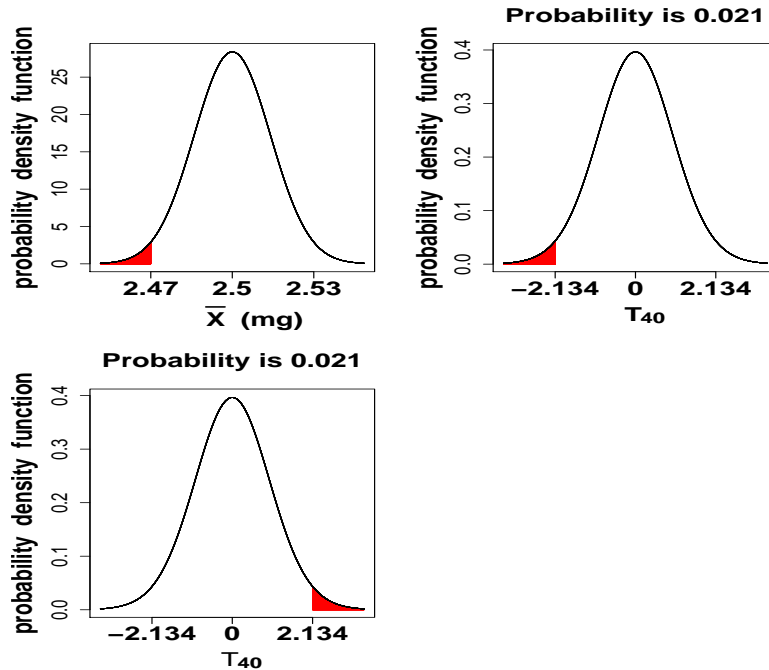 probability density function
25
20
15
10
5
0
2.47 2.5 2.53
X̅ (mg)
Probability is 0.021
probability density function
0.4
0.3
0.2
0.1
0.0
−2.134 0 2.134
T₄₀
Probability is 0.021
probability density function
0.4
0.3
0.2
0.1
0.0
−2.134 0 2.134
T₄₀